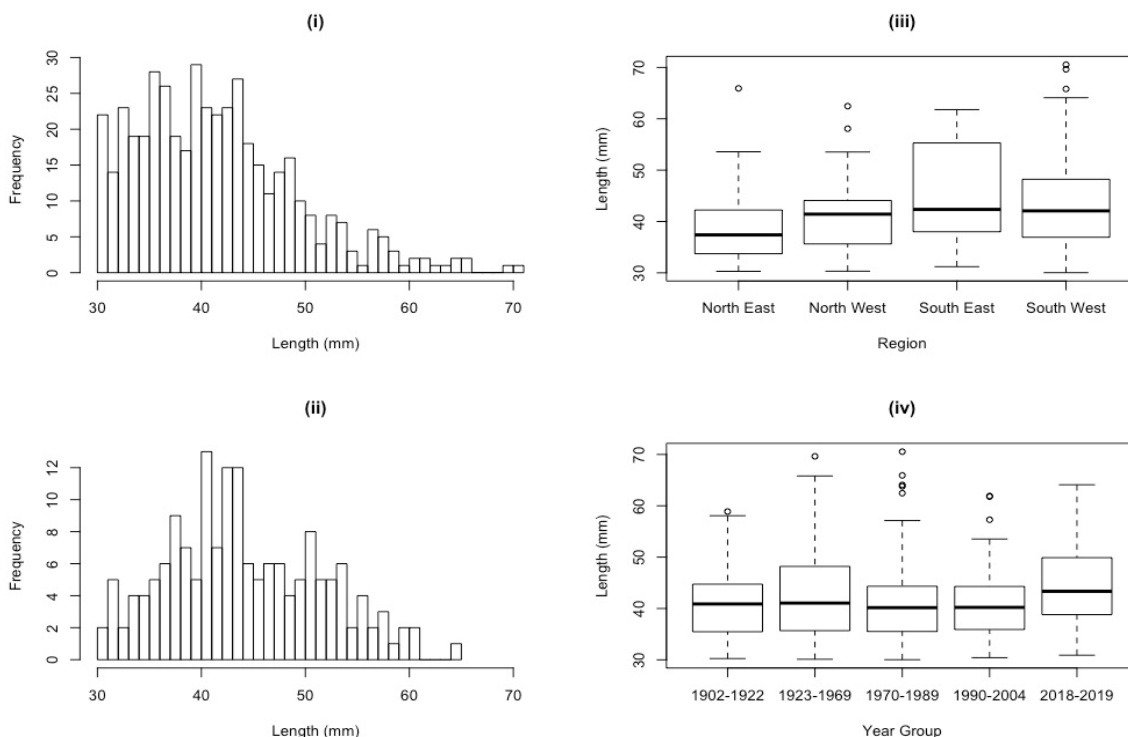 (i)
Frequency
0 5 10 15 20 25 30
30 40 50 60 70
Length (mm)
(iii)
Length (mm)
30 40 50 60 70
North East North West South East South West
Region
(ii)
Frequency
0 2 4 6 8 10 12
30 40 50 60 70
Length (mm)
(iv)
Length (mm)
30 40 50 60 70
1902-1922 1923-1969 1970-1989 1990-2004 2018-2019
Year Group